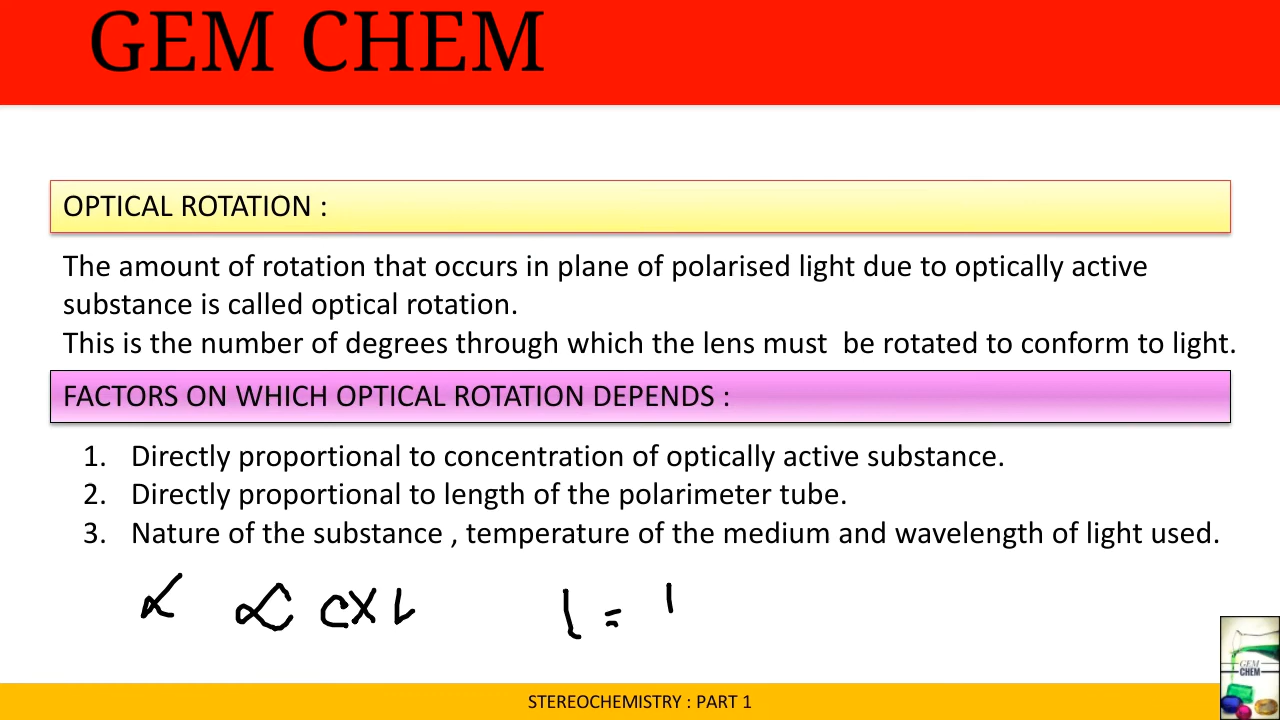 GEM CHEM
OPTICAL ROTATION :
The amount of rotation that occurs in plane of polarised light due to optically active
substance is called optical rotation.
This is the number of degrees through which the lens must be rotated to conform to light.
FACTORS ON WHICH OPTICAL ROTATION DEPENDS :
1. Directly proportional to concentration of optically active substance.
2. Directly proportional to length of the polarimeter tube.
3. Nature of the substance , temperature of the medium and wavelength of light used.
α ∝ c×l l = 1
GEM
CHEM
STEREOCHEMISTRY : PART 1